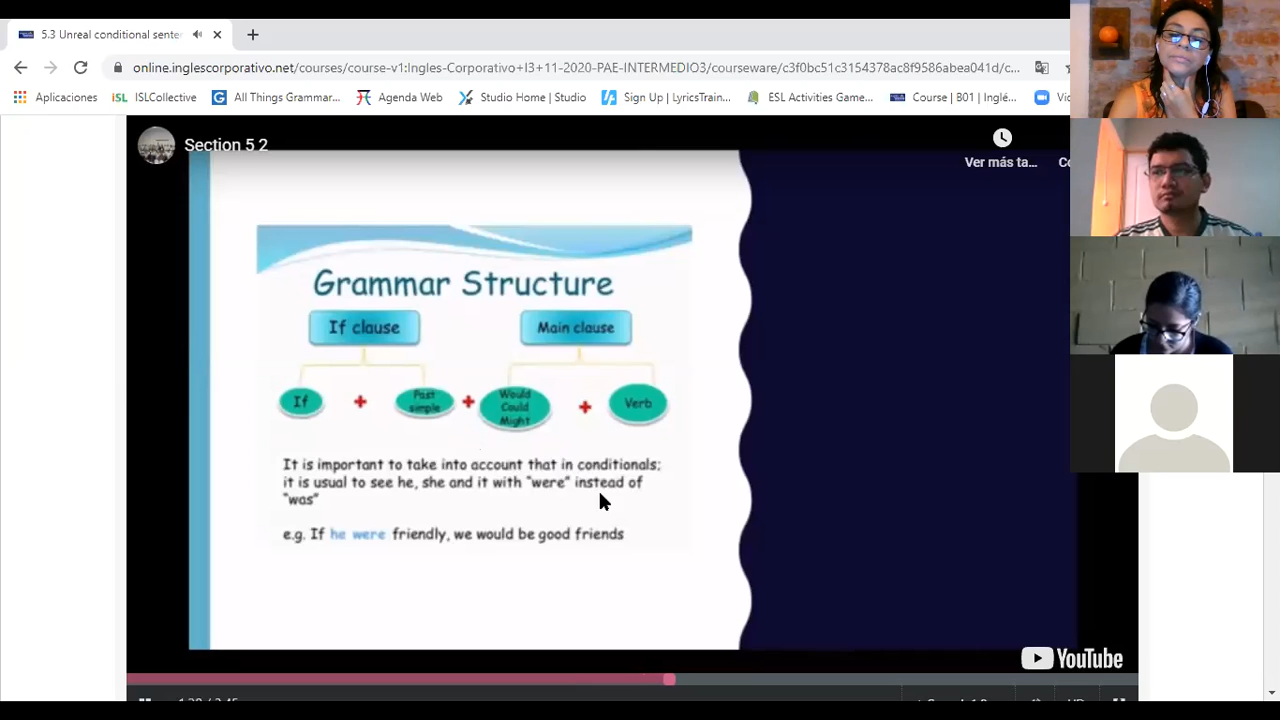 5.3 Unreal conditional sente
online.inglescorporativo.net/courses/course-v1:Ingles-Corporativo+I3+11-2020-PAE-INTERMEDIO3/courseware/c3f0bc51c3154378ac8f9586abea041d/c...
Aplicaciones iSL ISLCollective All Things Grammar... Agenda Web Studio Home | Studio Sign Up | LyricsTrain... ESL Activities Game... Course | B01 | Inglé...
Section 5 2
Ver más ta...
Grammar Structure
If clause Main clause
If + Past simple + Would Could Might + Verb
It is important to take into account that in conditionals;
it is usual to see he, she and it with "were" instead of
"was"
e.g. If he were friendly, we would be good friends
YouTube